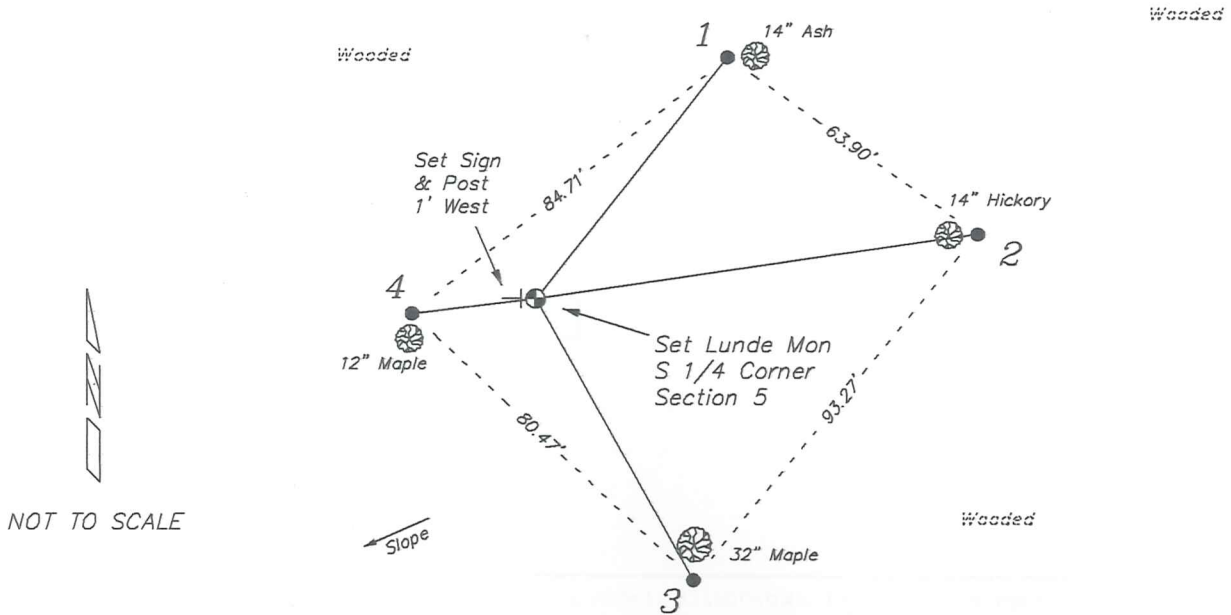 Wooded
Wooded
1
14" Ash
63.90'
84.71'
Set Sign
& Post
1' West
14" Hickory
2
4
12" Maple
Set Lunde Mon
S 1/4 Corner
Section 5
93.27'
80.47'
N
NOT TO SCALE
Slope
Wooded
32" Maple
3